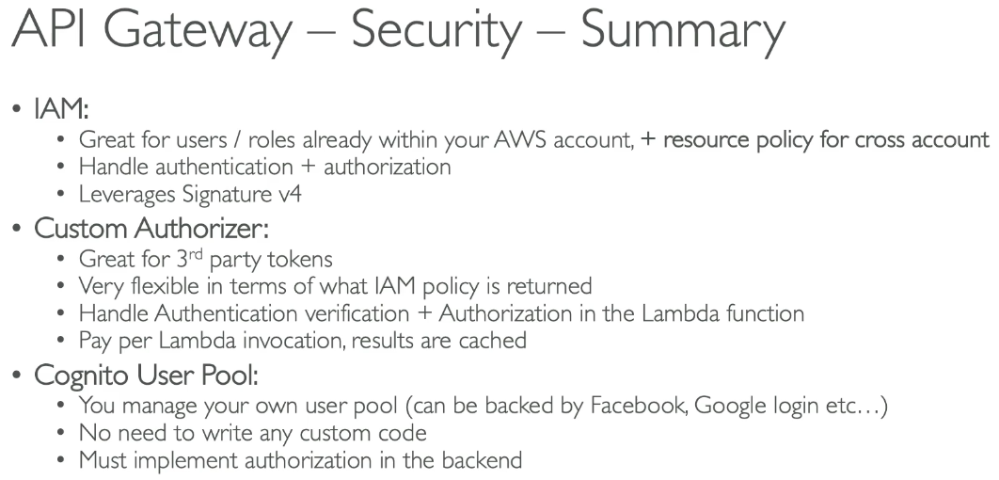 API Gateway – Security – Summary
• IAM:
• Great for users / roles already within your AWS account, + resource policy for cross account
• Handle authentication + authorization
• Leverages Signature v4
• Custom Authorizer:
• Great for 3rd party tokens
• Very flexible in terms of what IAM policy is returned
• Handle Authentication verification + Authorization in the Lambda function
• Pay per Lambda invocation, results are cached
• Cognito User Pool:
• You manage your own user pool (can be backed by Facebook, Google login etc…)
• No need to write any custom code
• Must implement authorization in the backend